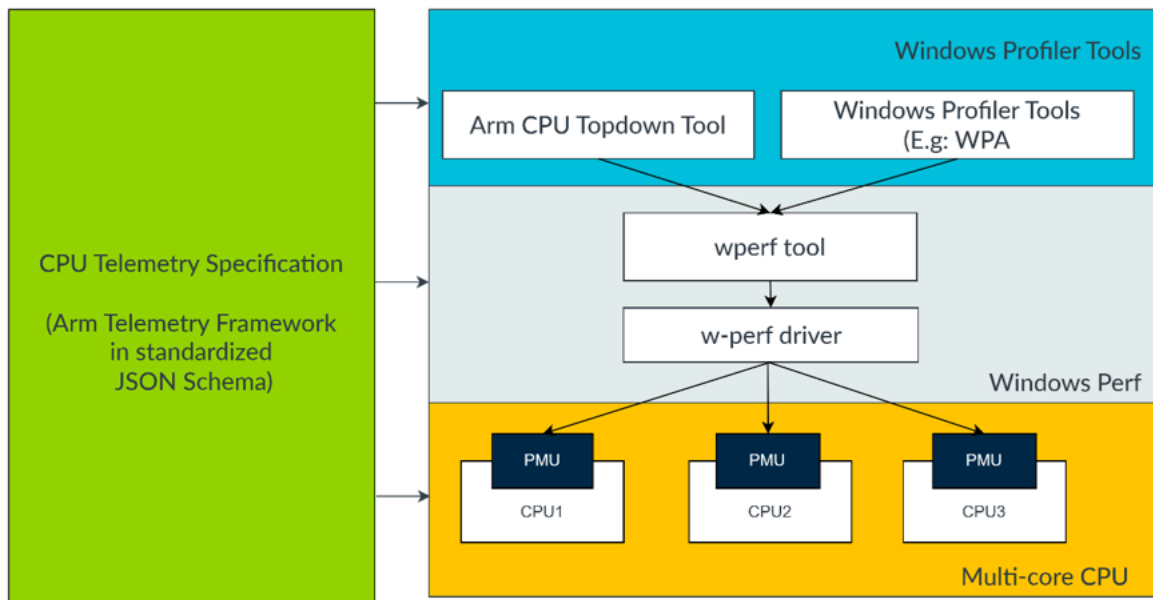 CPU Telemetry Specification
(Arm Telemetry Framework
in standardized
JSON Schema)
Windows Profiler Tools
Arm CPU Topdown Tool
Windows Profiler Tools
(E.g: WPA
wperf tool
w-perf driver
Windows Perf
PMU
CPU1
PMU
CPU2
PMU
CPU3
Multi-core CPU